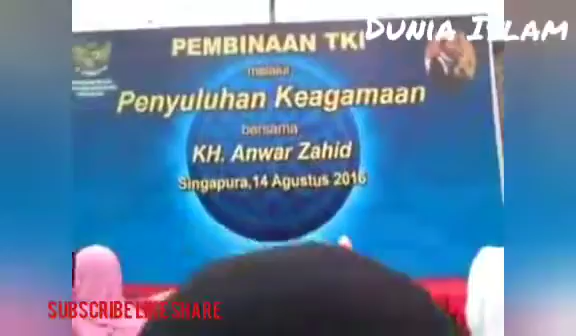 Dunia Islam
PEMBINAAN TKI
melalui
Penyuluhan Keagamaan
bersama
KH. Anwar Zahid
Singapura, 14 Agustus 2016
SUBSCRIBE LIKE SHARE